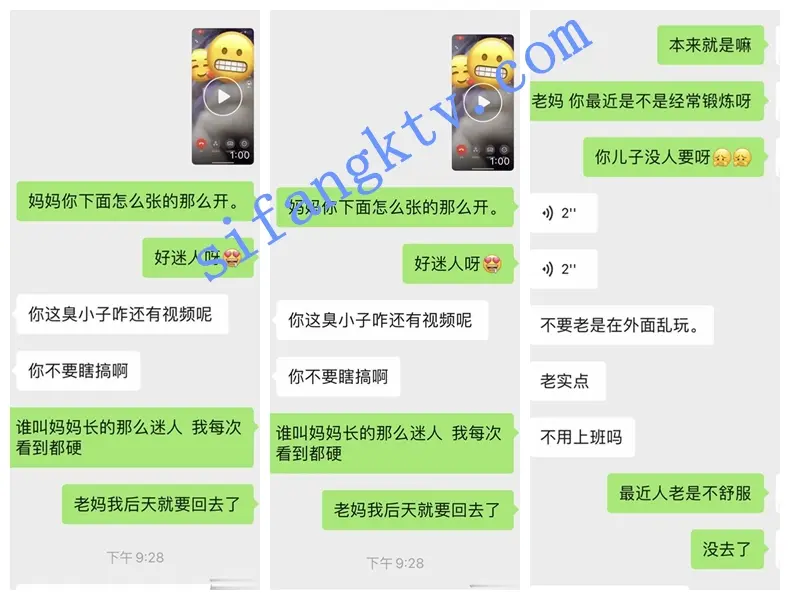 1:00
妈妈你下面怎么张的那么开。
好迷人呀😍
你这臭小子咋还有视频呢
你不要瞎搞啊
谁叫妈妈长的那么迷人 我每次
看到都硬
老妈我后天就要回去了
下午 9:28
1:00
妈妈你下面怎么张的那么开。
好迷人呀😍
你这臭小子咋还有视频呢
你不要瞎搞啊
谁叫妈妈长的那么迷人 我每次
看到都硬
老妈我后天就要回去了
下午 9:28
本来就是嘛
老妈 你最近是不是经常锻炼呀
你儿子没人要呀😤😤
2''
2''
不要老是在外面乱玩。
老实点
不用上班吗
最近人老是不舒服
没去了
sifangktv.com